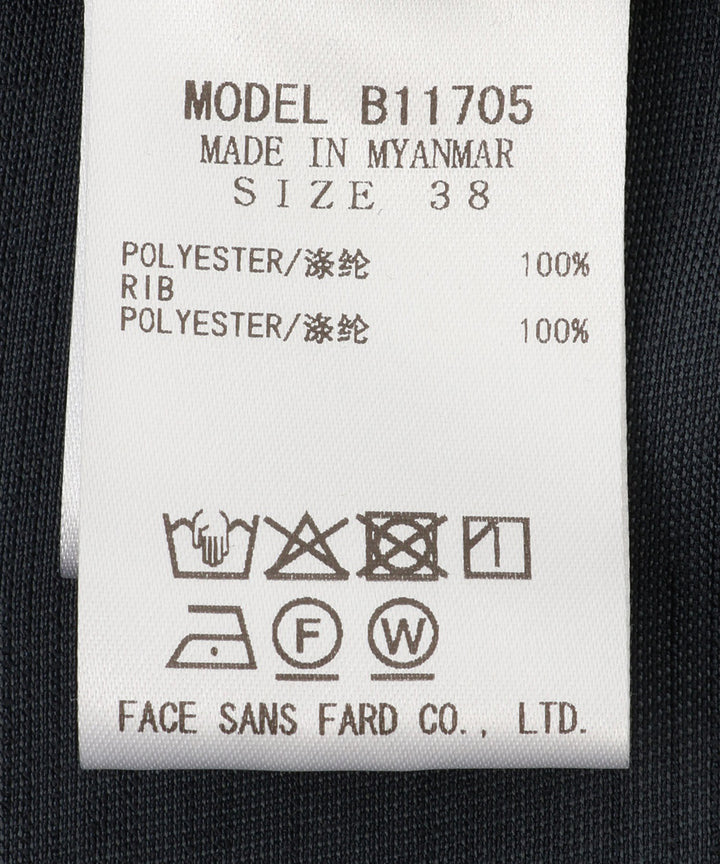 MODEL B11705
MADE IN MYANMAR
SIZE 38
POLYESTER/涤纶 100%
RIB
POLYESTER/涤纶 100%
F W
FACE SANS FARD CO., LTD.